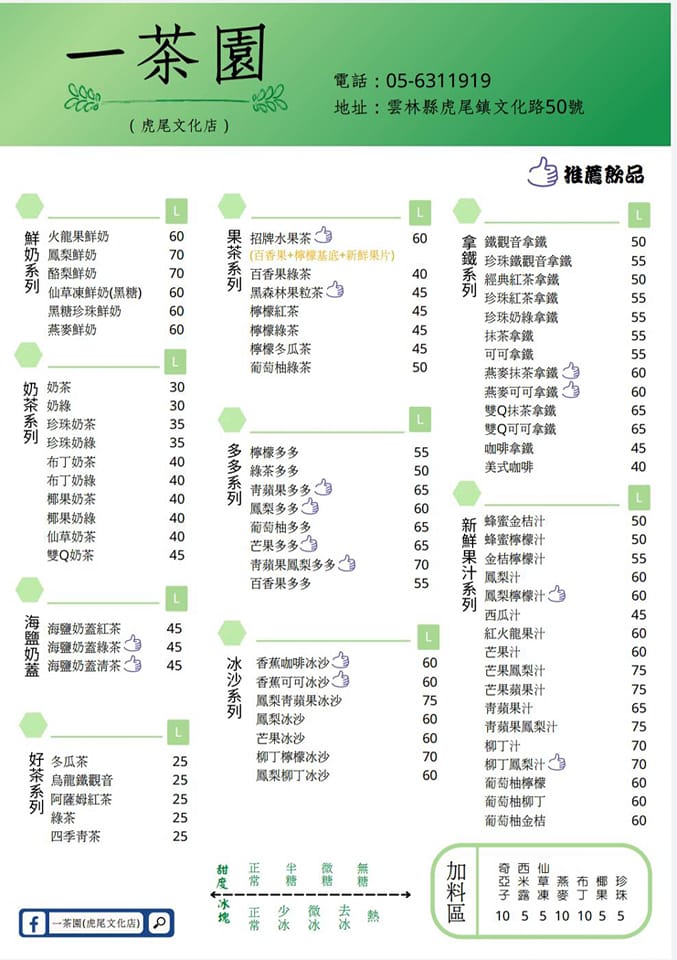 一茶園
(虎尾文化店)
電話：05-6311919
地址：雲林縣虎尾鎮文化路50號
推薦飲品
鮮奶系列 L
火龍果鮮奶 60
鳳梨鮮奶 70
酪梨鮮奶 70
仙草凍鮮奶(黑糖) 60
黑糖珍珠鮮奶 60
燕麥鮮奶 60
奶茶系列 L
奶茶 30
奶綠 30
珍珠奶茶 35
珍珠奶綠 35
布丁奶茶 40
布丁奶綠 40
椰果奶茶 40
椰果奶綠 40
仙草奶茶 40
雙Q奶茶 45
海鹽奶蓋 L
海鹽奶蓋紅茶 45
海鹽奶蓋綠茶 45
海鹽奶蓋清茶 45
好茶系列 L
冬瓜茶 25
烏龍鐵觀音 25
阿薩姆紅茶 25
綠茶 25
四季青茶 25
果茶系列 L
招牌水果茶 60
(百香果+檸檬基底+新鮮果片)
百香果綠茶 40
黑森林果粒茶 45
檸檬紅茶 45
檸檬綠茶 45
檸檬冬瓜茶 45
葡萄柚綠茶 50
多多系列 L
檸檬多多 55
綠茶多多 50
青蘋果多多 65
鳳梨多多 60
葡萄柚多多 65
芒果多多 65
青蘋果鳳梨多多 70
百香果多多 55
冰沙系列 L
香蕉咖啡冰沙 60
香蕉可可冰沙 60
鳳梨青蘋果冰沙 75
鳳梨冰沙 60
芒果冰沙 60
柳丁檸檬冰沙 70
鳳梨柳丁冰沙 60
拿鐵系列 L
鐵觀音拿鐵 50
珍珠鐵觀音拿鐵 55
經典紅茶拿鐵 50
珍珠紅茶拿鐵 55
珍珠奶綠拿鐵 55
抹茶拿鐵 55
可可拿鐵 55
燕麥抹茶拿鐵 60
燕麥可可拿鐵 60
雙Q抹茶拿鐵 65
雙Q可可拿鐵 65
咖啡拿鐵 45
美式咖啡 40
新鮮果汁系列 L
蜂蜜金桔汁 50
蜂蜜檸檬汁 50
金桔檸檬汁 55
鳳梨汁 60
鳳梨檸檬汁 60
西瓜汁 45
紅火龍果汁 60
芒果汁 60
芒果鳳梨汁 75
芒果蘋果汁 75
青蘋果汁 65
青蘋果鳳梨汁 75
柳丁汁 70
柳丁鳳梨汁 70
葡萄柚檸檬 60
葡萄柚柳丁 60
葡萄柚金桔 60
甜度 正常 半糖 微糖 無糖
冰塊 正常 少冰 微冰 去冰 熱
加料區
奇亞子 西米露 仙草凍 燕麥 布丁 椰果 珍珠
10 5 5 10 10 5 5
一茶園(虎尾文化店)